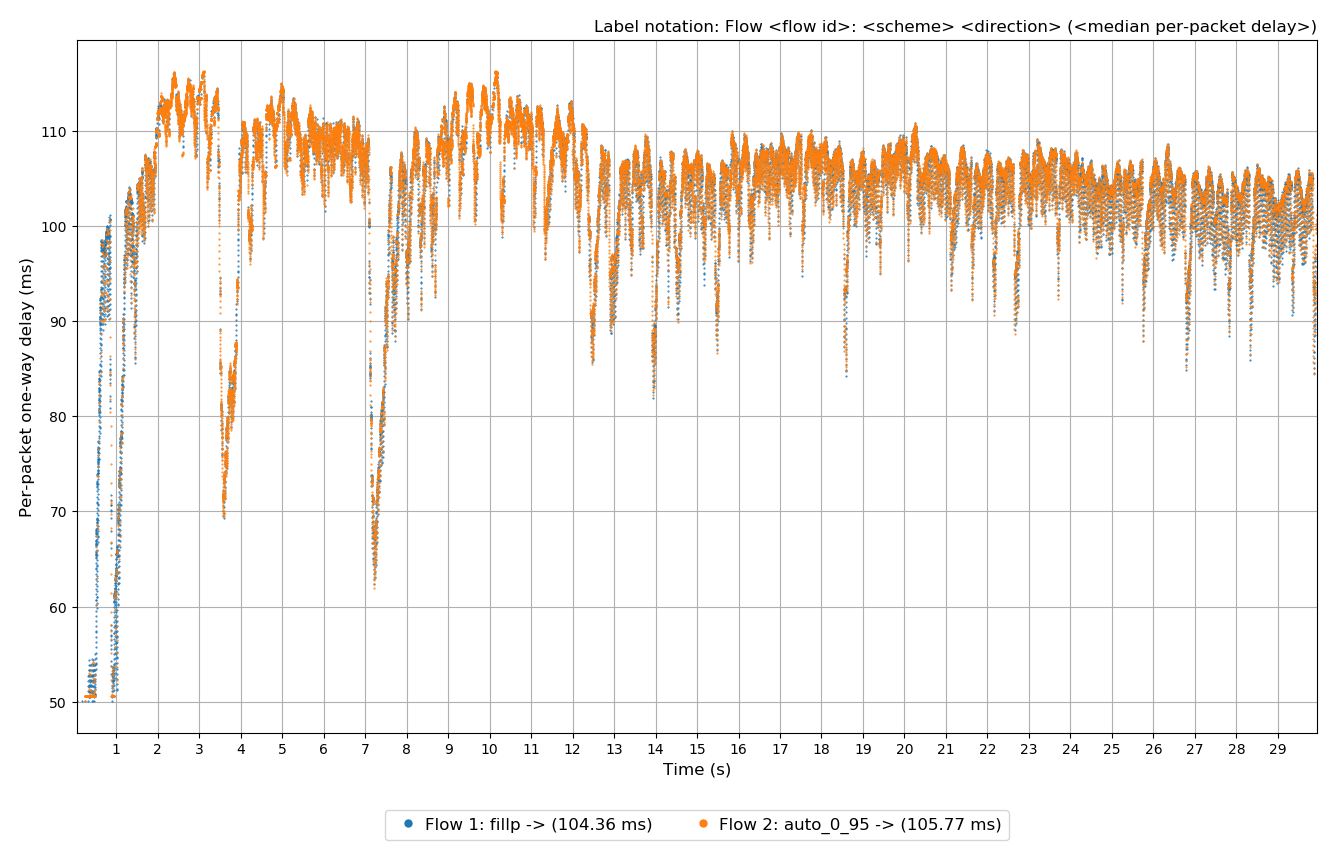 Label notation: Flow <flow id>: <scheme> <direction> (<median per-packet delay>)
Per-packet one-way delay (ms)
110
100
90
80
70
60
50
1 2 3 4 5 6 7 8 9 10 11 12 13 14 15 16 17 18 19 20 21 22 23 24 25 26 27 28 29
Time (s)
Flow 1: fillp -> (104.36 ms) Flow 2: auto_0_95 -> (105.77 ms)